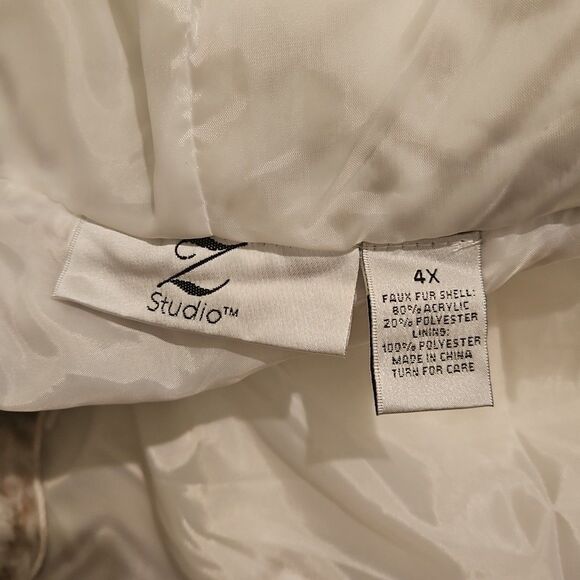 Z
Studio™
4X
FAUX FUR SHELL:
80% ACRYLIC
20% POLYESTER
LINING:
100% POLYESTER
MADE IN CHINA
TURN FOR CARE